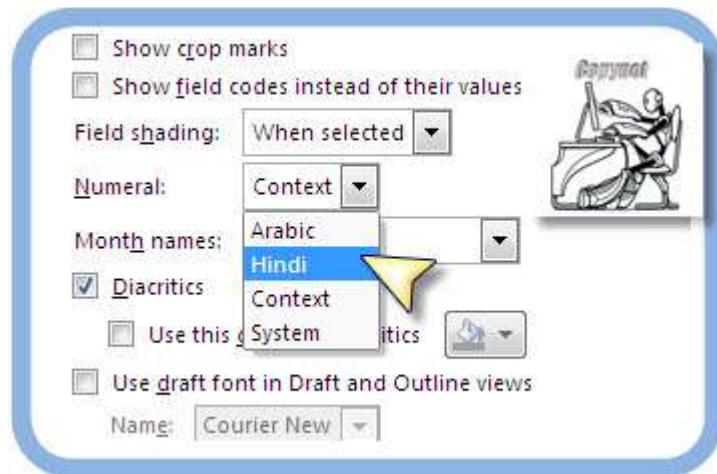 Show crop marks
Show field codes instead of their values
Copynot
Field shading: When selected
Numeral: Context
Arabic
Month names:
Hindi
Diacritics
Context
Use this itics
System
Use draft font in Draft and Outline views
Name: Courier New